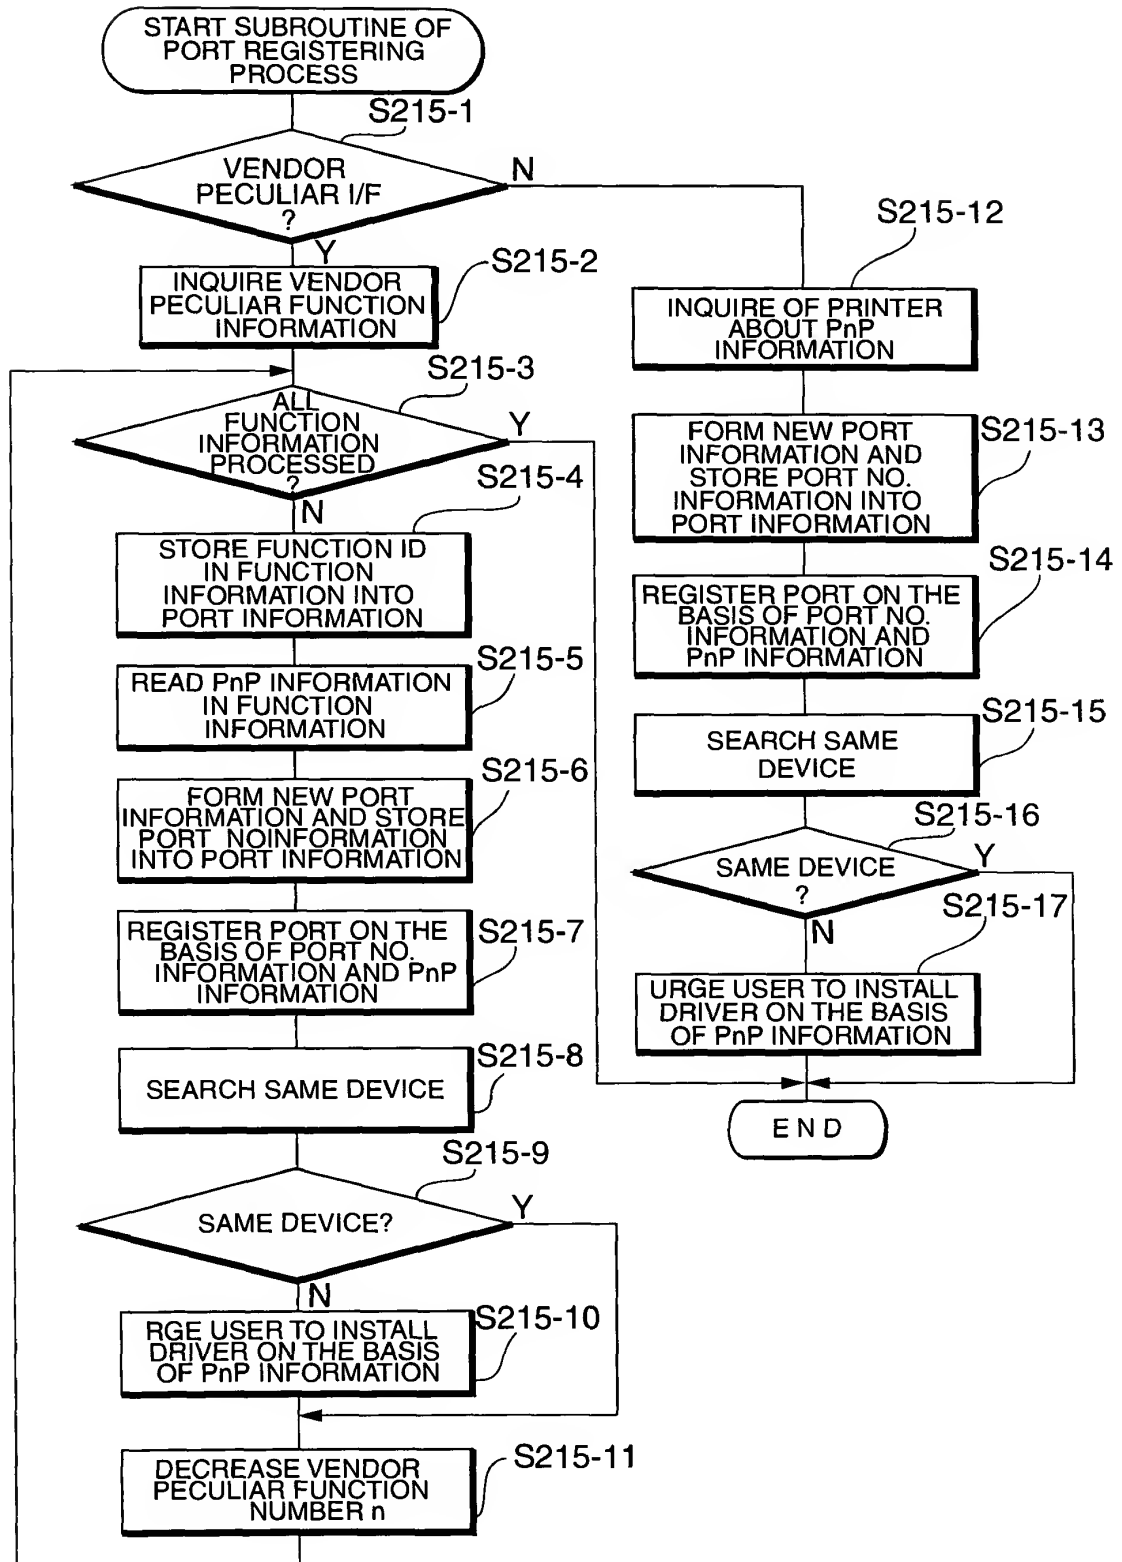 START SUBROUTINE OF
PORT REGISTERING
PROCESS
S215-1
VENDOR
PECULIAR I/F
?
N
Y
S215-2
INQUIRE VENDOR
PECULIAR FUNCTION
INFORMATION
S215-3
ALL
FUNCTION
INFORMATION
PROCESSED
?
Y
N
S215-4
STORE FUNCTION ID
IN FUNCTION
INFORMATION INTO
PORT INFORMATION
S215-5
READ PnP INFORMATION
IN FUNCTION
INFORMATION
S215-6
FORM NEW PORT
INFORMATION AND STORE
PORT NOINFORMATION
INTO PORT INFORMATION
S215-7
REGISTER PORT ON THE
BASIS OF PORT NO.
INFORMATION AND PnP
INFORMATION
S215-8
SEARCH SAME DEVICE
S215-9
SAME DEVICE?
Y
N
S215-10
RGE USER TO INSTALL
DRIVER ON THE BASIS
OF PnP INFORMATION
S215-11
DECREASE VENDOR
PECULIAR FUNCTION
NUMBER n
S215-12
INQUIRE OF PRINTER
ABOUT PnP
INFORMATION
S215-13
FORM NEW PORT
INFORMATION AND
STORE PORT NO.
INFORMATION INTO
PORT INFORMATION
S215-14
REGISTER PORT ON THE
BASIS OF PORT NO.
INFORMATION AND
PnP INFORMATION
S215-15
SEARCH SAME
DEVICE
S215-16
SAME DEVICE
?
Y
N
S215-17
URGE USER TO INSTALL
DRIVER ON THE BASIS
OF PnP INFORMATION
END